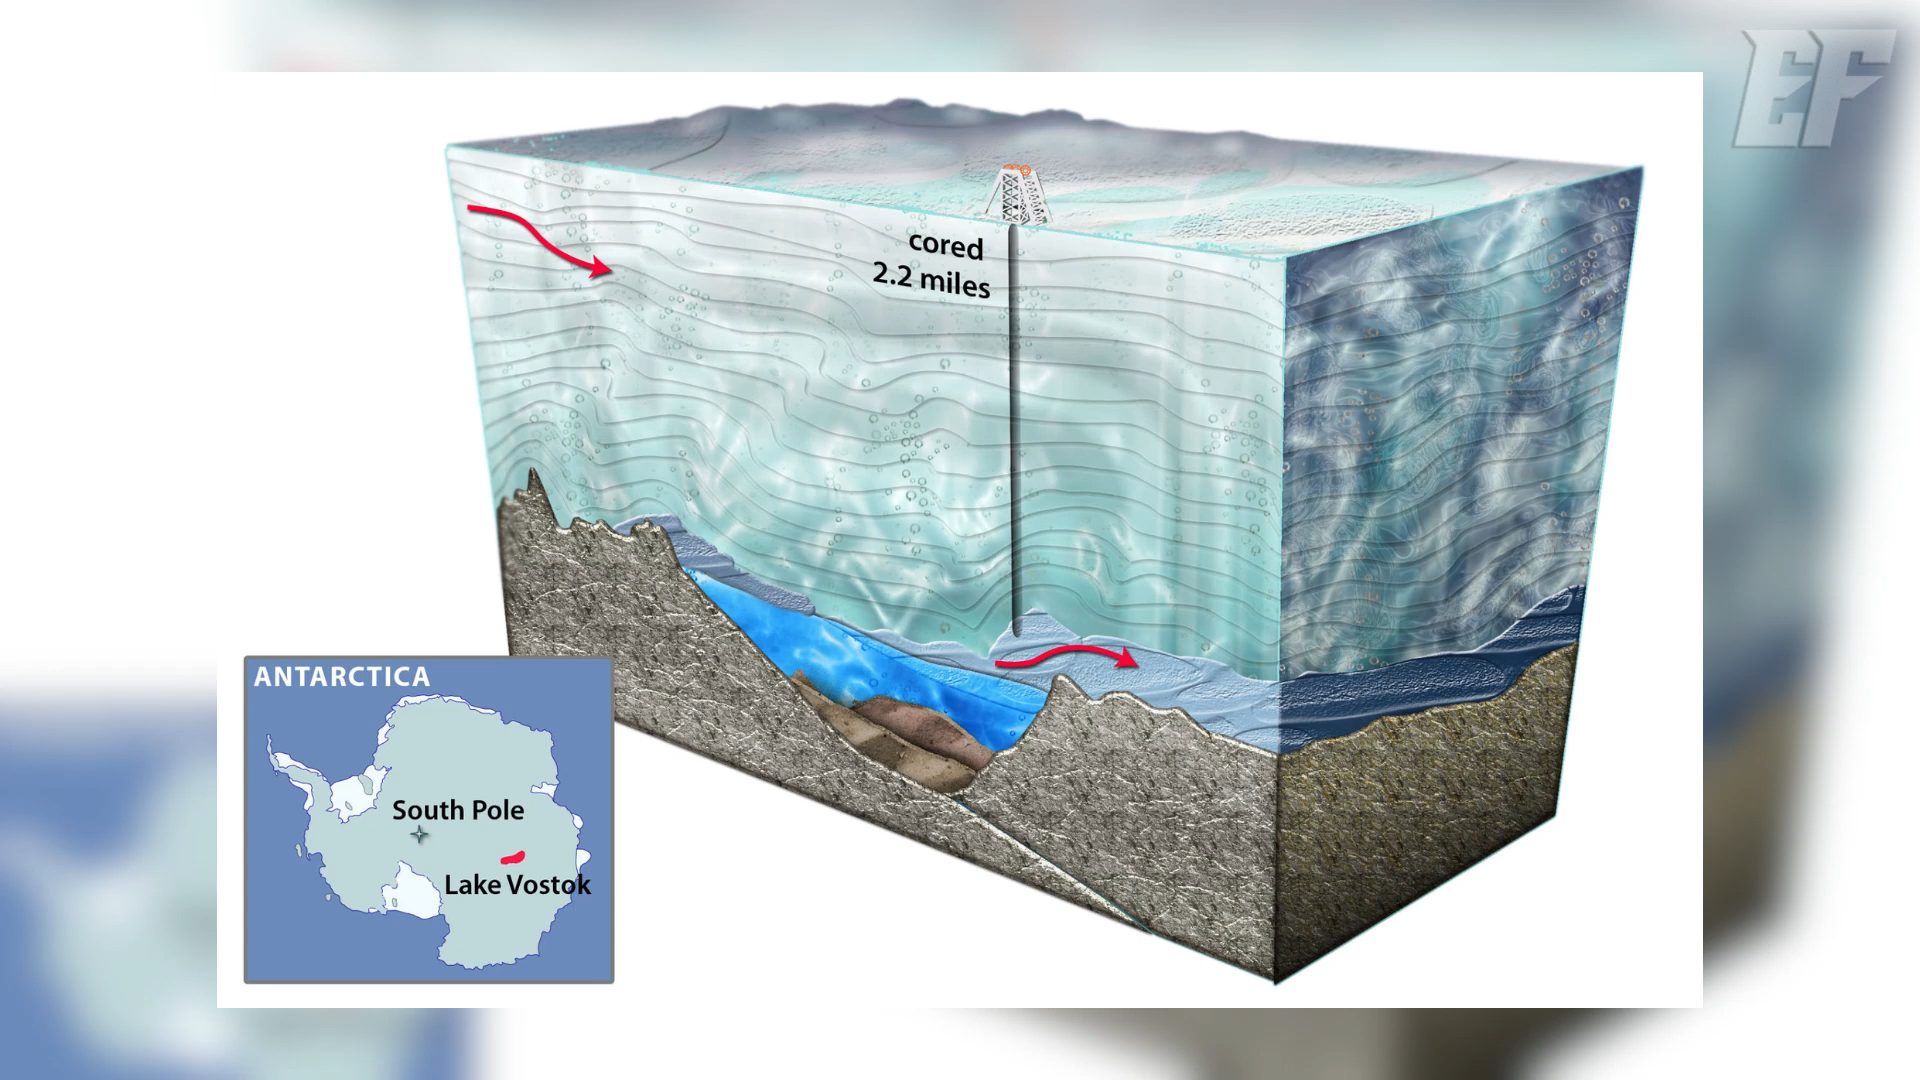 EF
cored
2.2 miles
ANTARCTICA
South Pole
Lake Vostok